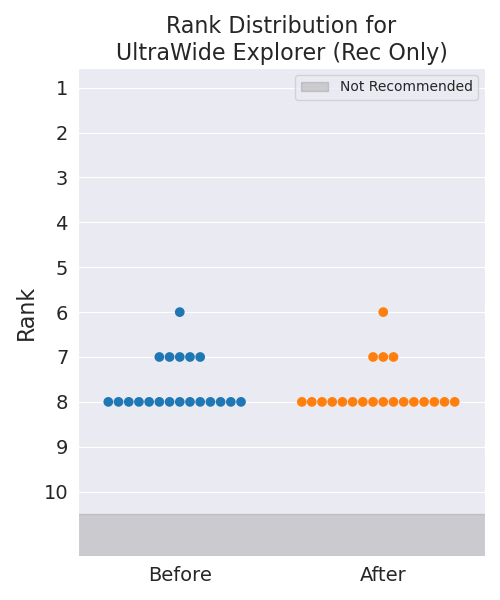 Rank Distribution for
UltraWide Explorer (Rec Only)
Not Recommended
1
2
3
4
5
6
7
8
9
10
Rank
Before
After